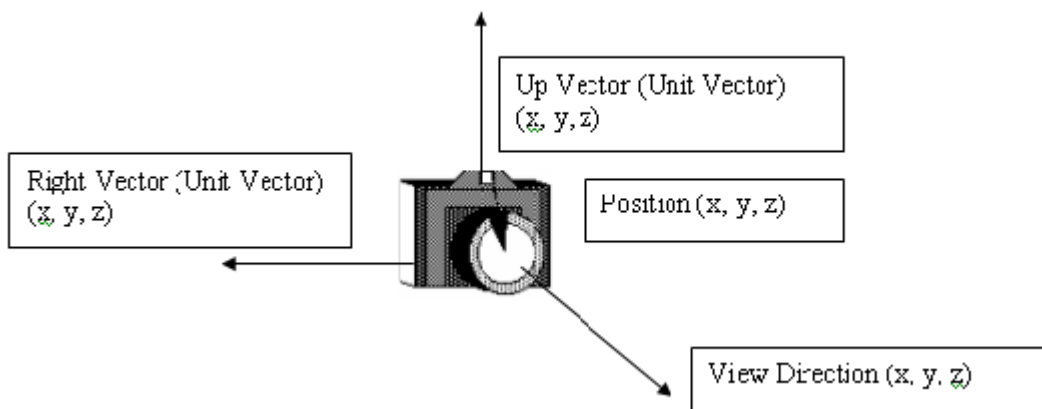 Up Vector (Unit Vector)
(x, y, z)
Right Vector (Unit Vector)
(x, y, z)
Position (x, y, z)
View Direction (x, y, z)